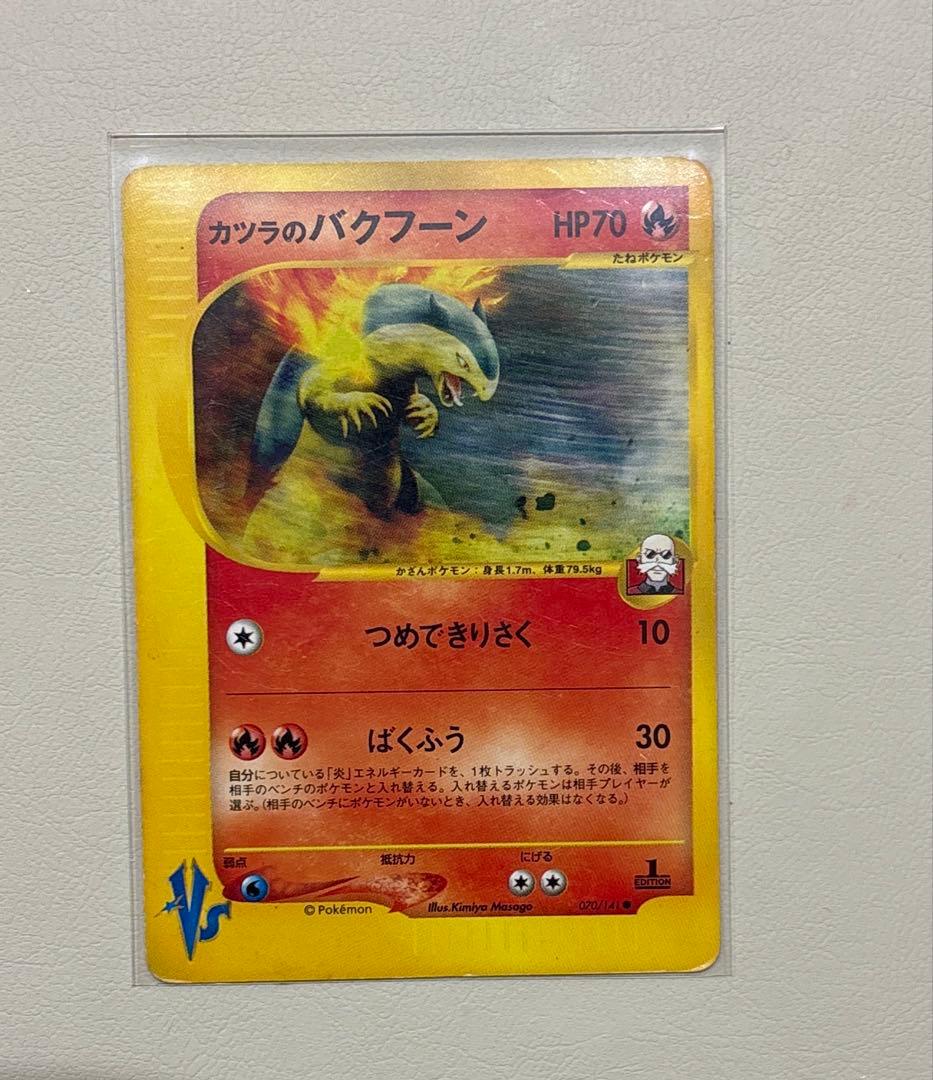 カツラのバクフーン HP70
たねポケモン
かざんポケモン：身長1.7m、体重79.5kg
つめできりさく 10
ばくふう 30
自分についている「炎」エネルギーカードを、1枚トラッシュする。その後、相手を
相手のベンチのポケモンと入れ替える。入れ替えるポケモンは相手プレイヤーが
選ぶ。(相手のベンチにポケモンがいないとき、入れ替える効果はなくなる。)
弱点 抵抗力 にげる
1
EDITION
VS
© Pokémon Illus.Kimiya Masago 070/141